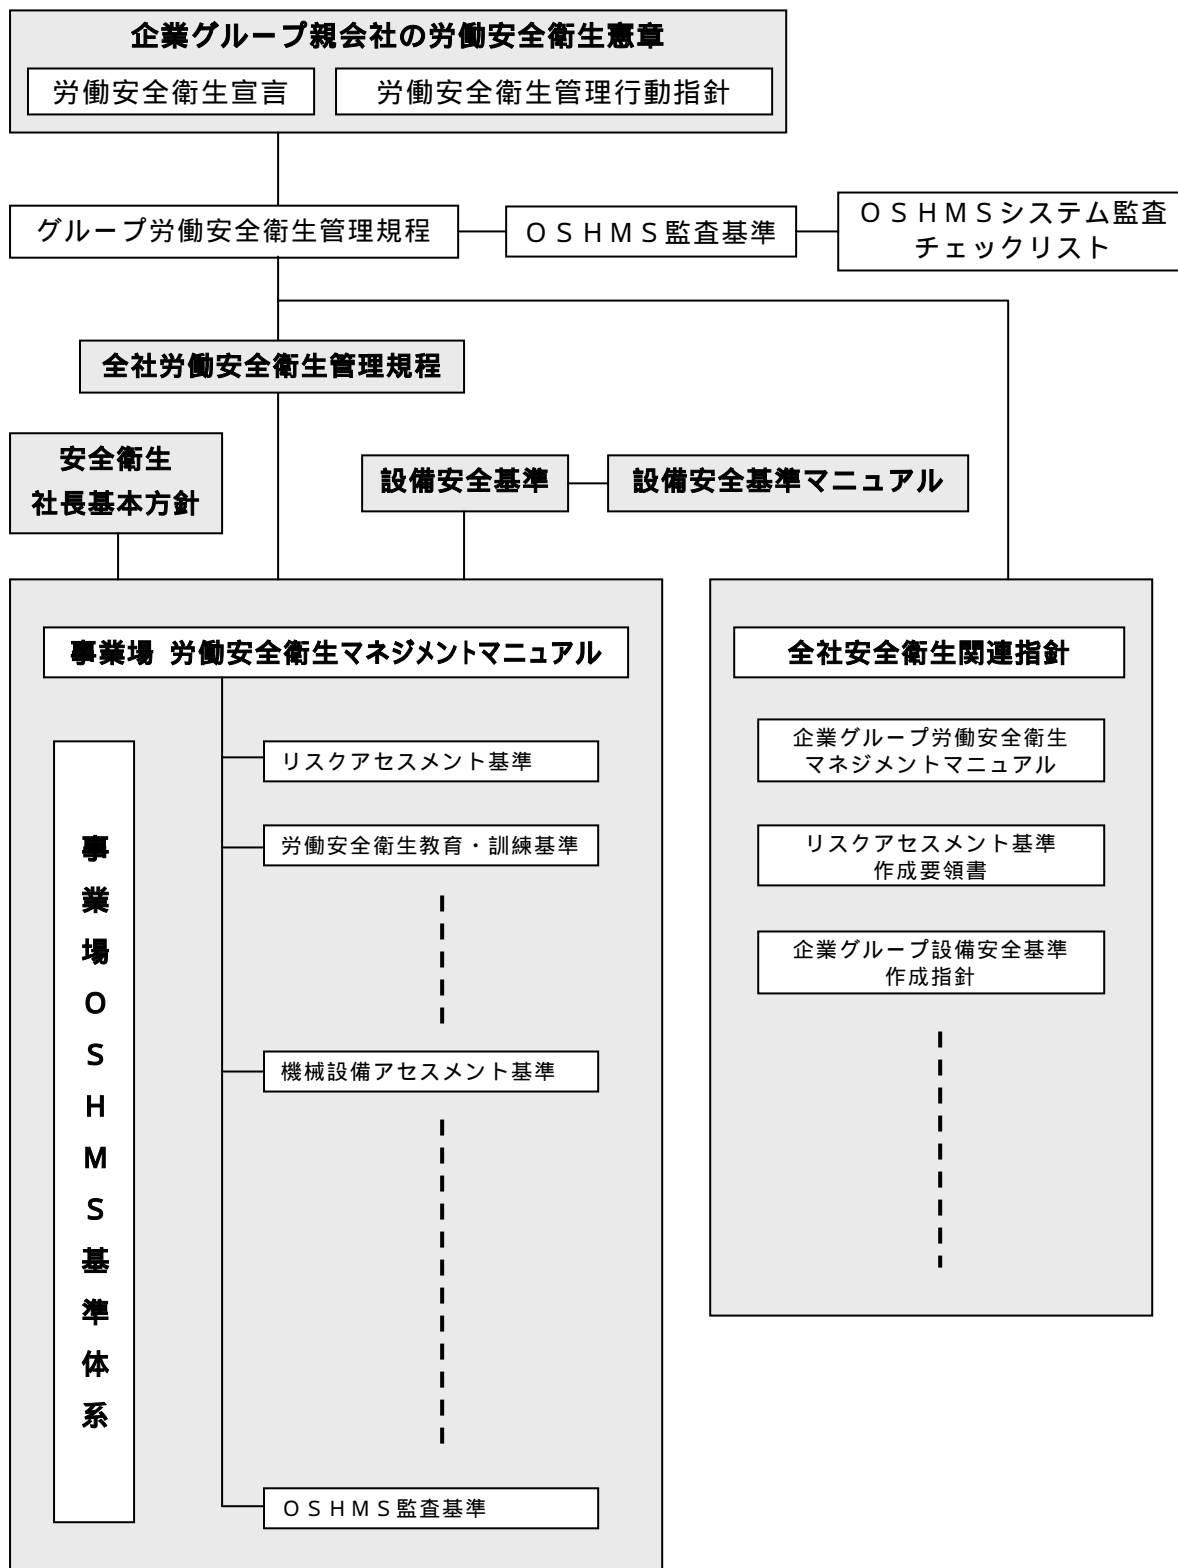 企業グループ親会社の労働安全衛生憲章
労働安全衛生宣言
労働安全衛生管理行動指針
グループ労働安全衛生管理規程
ＯＳＨＭＳ監査基準
ＯＳＨＭＳシステム監査
チェックリスト
全社労働安全衛生管理規程
安全衛生
社長基本方針
設備安全基準
設備安全基準マニュアル
事業場 労働安全衛生マネジメントマニュアル
リスクアセスメント基準
労働安全衛生教育・訓練基準
機械設備アセスメント基準
ＯＳＨＭＳ監査基準
事業場ＯＳＨＭＳ基準体系
全社安全衛生関連指針
企業グループ労働安全衛生
マネジメントマニュアル
リスクアセスメント基準
作成要領書
企業グループ設備安全基準
作成指針